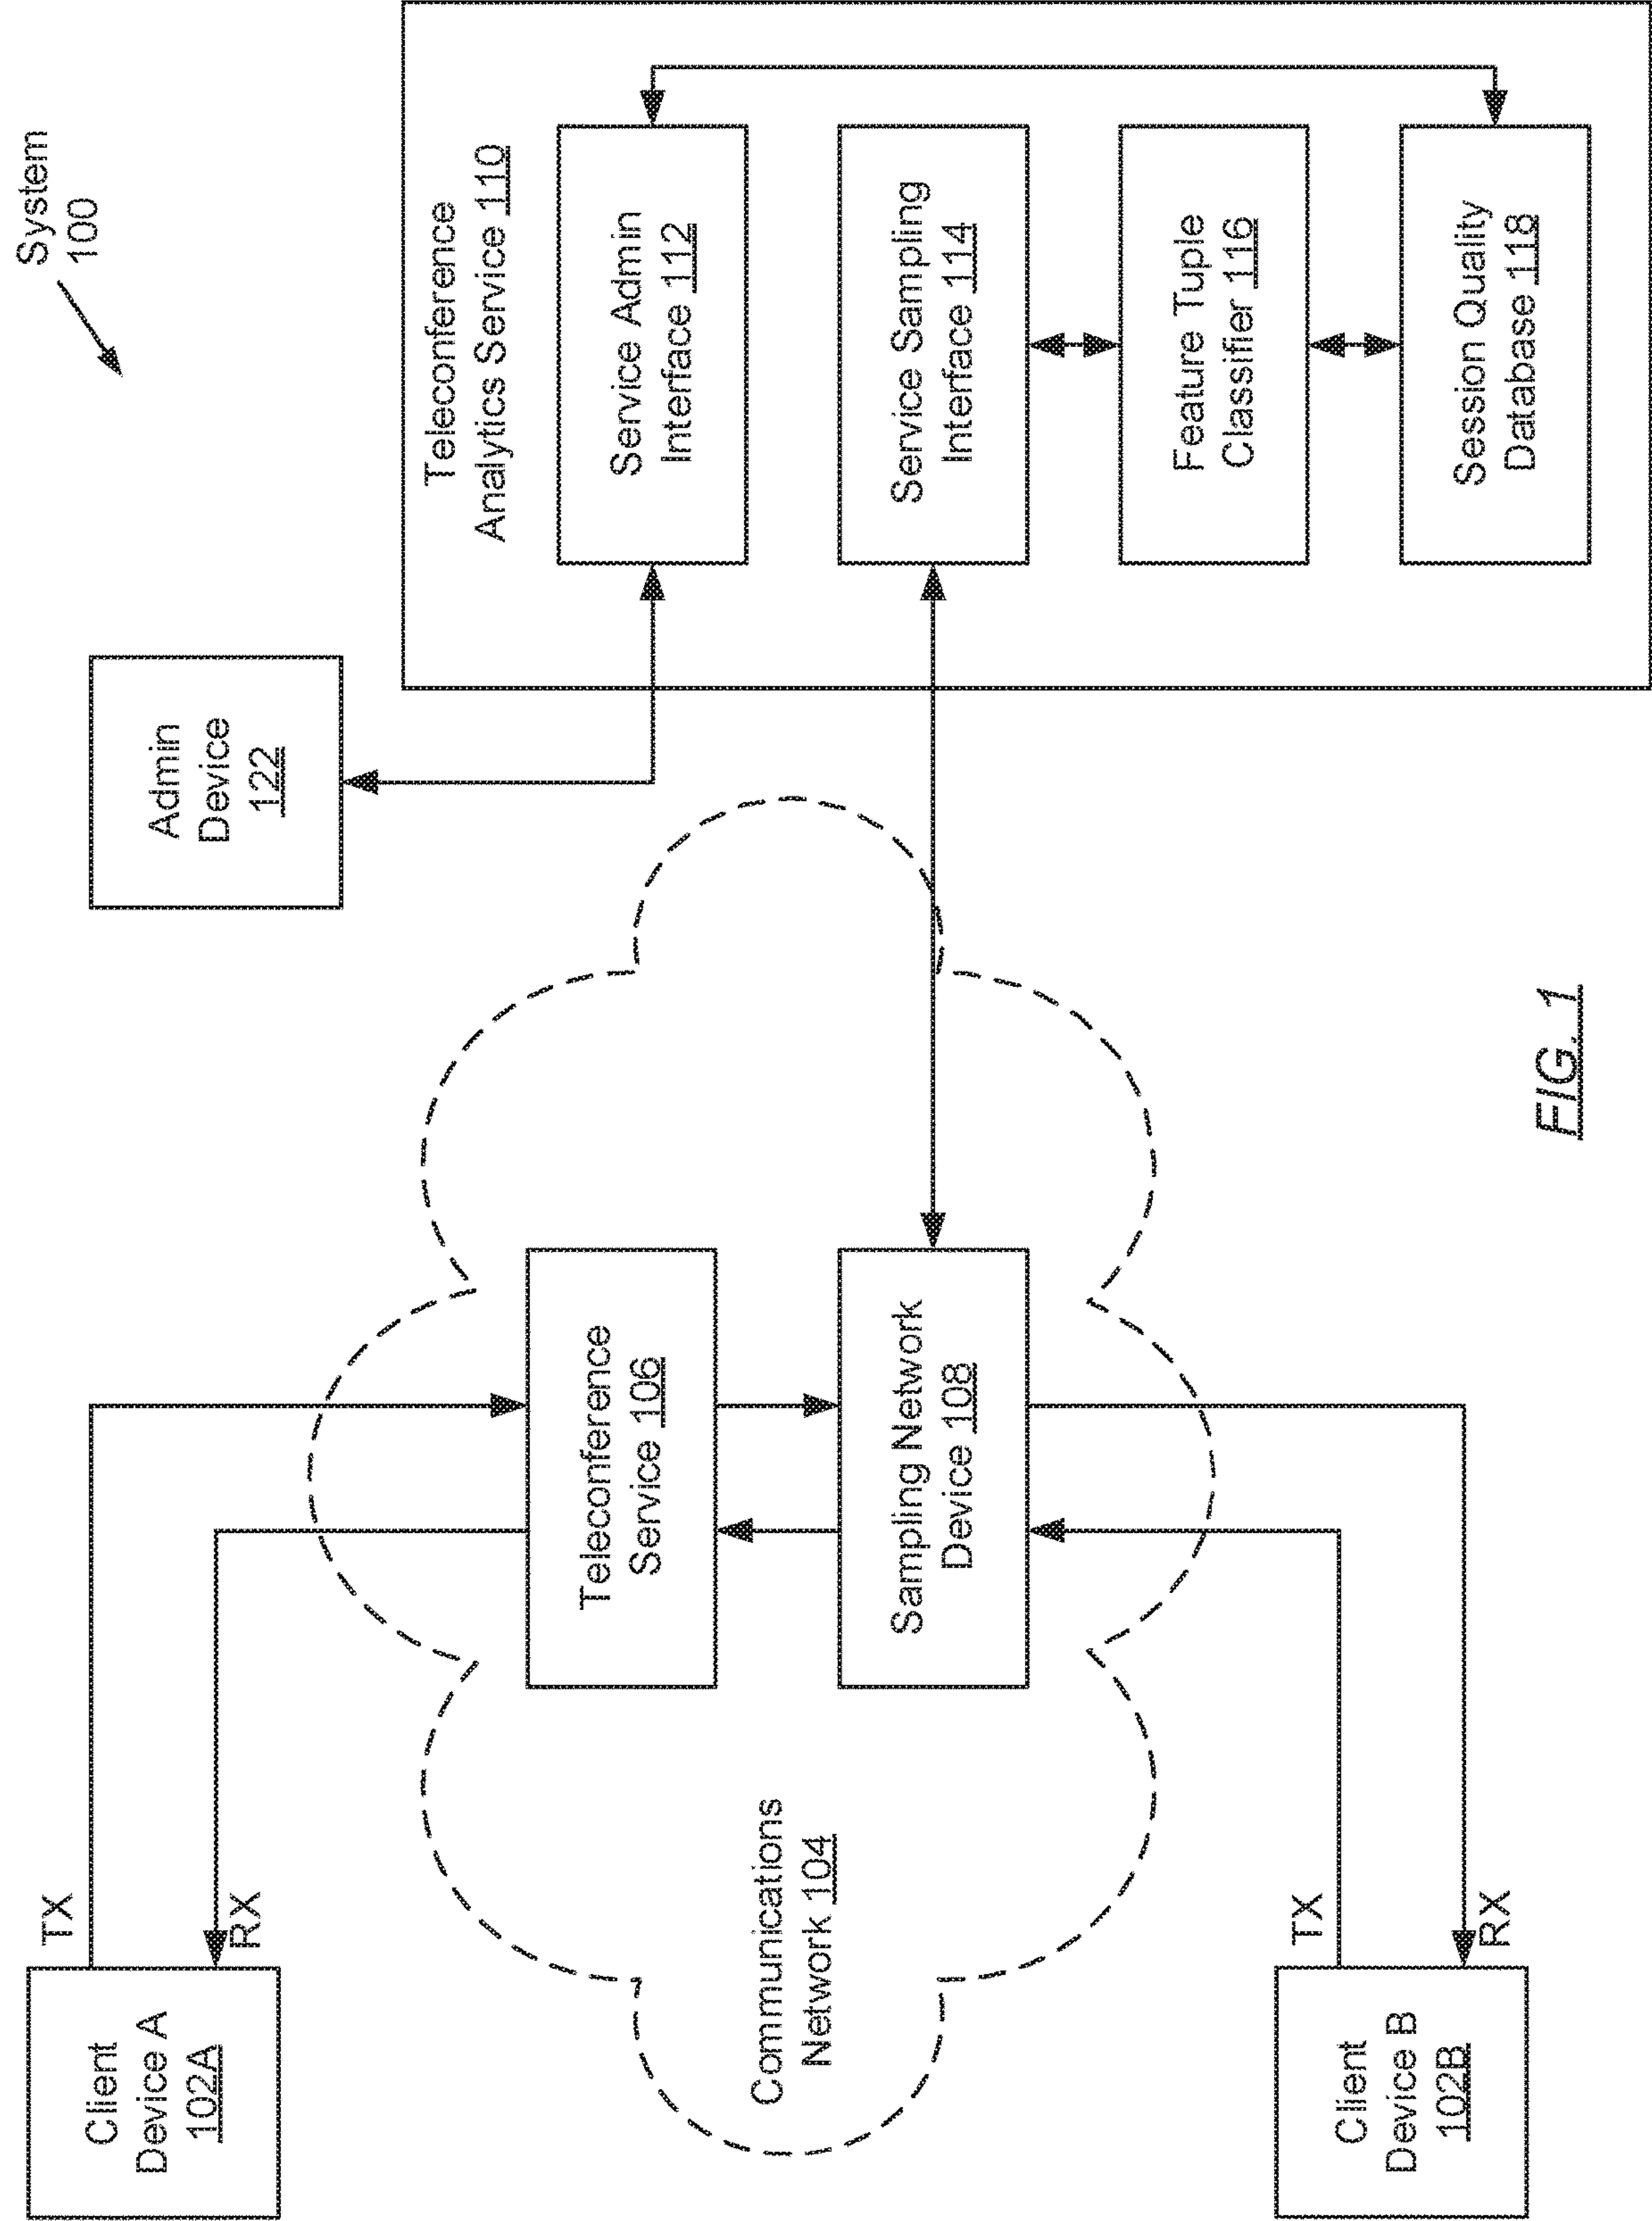 System
100
Client
Device A
102A
TX
RX
Admin
Device
122
Teleconference
Analytics Service 110
Service Admin
Interface 112
Teleconference
Service 106
Communications
Network 104
Sampling Network
Device 108
Service Sampling
Interface 114
Feature Tuple
Classifier 116
Session Quality
Database 118
Client
Device B
102B
TX
RX
FIG. 1